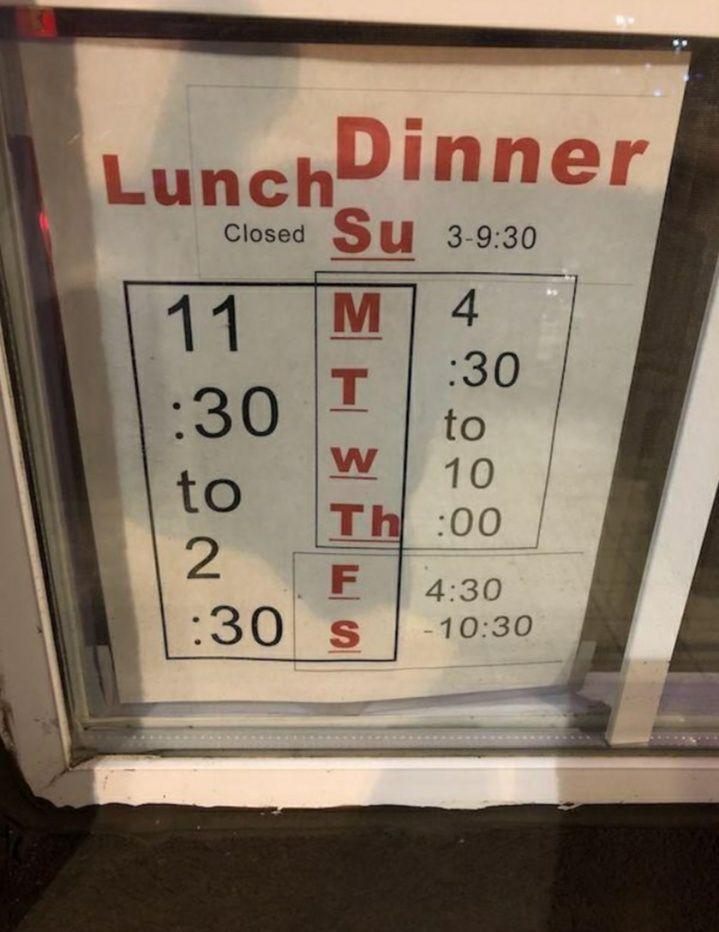 Lunch Dinner
Closed Su 3-9:30
11 M 4
:30 T :30
to W to
2 Th 10
:30 F :00
S 4:30
-10:30